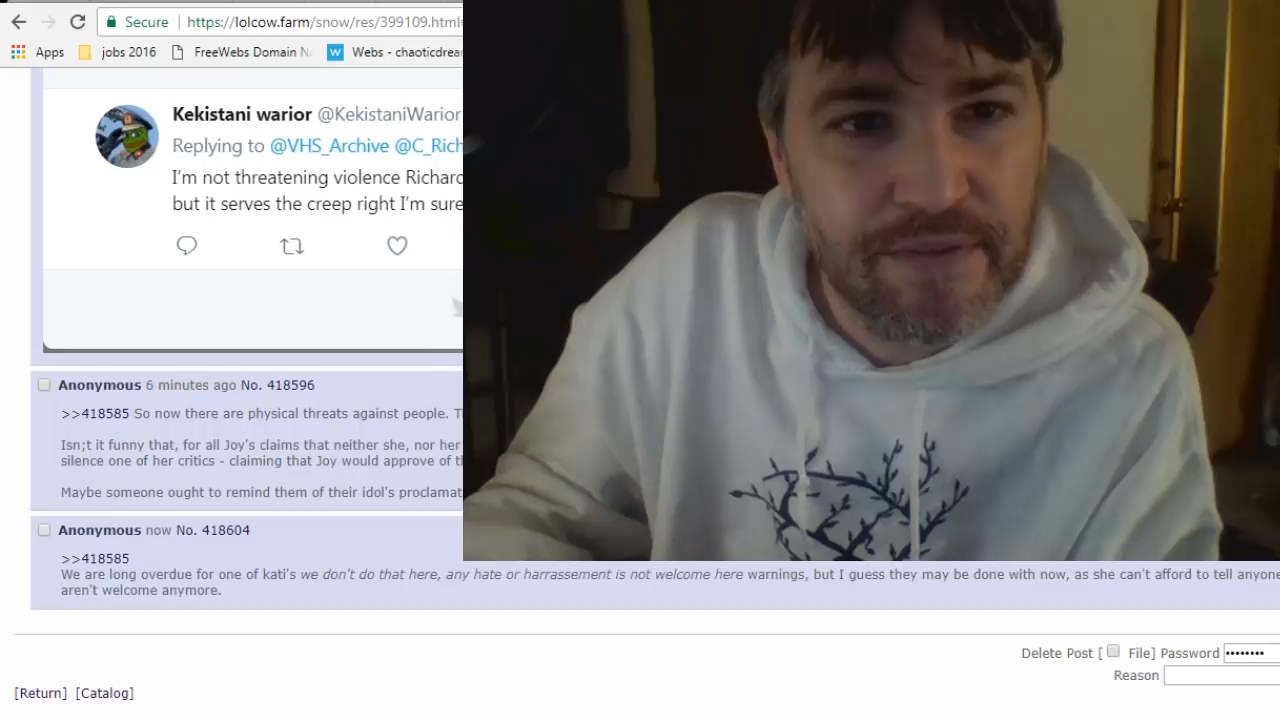 Secure https://lolcow.farm/snow/res/399109.html
Apps jobs 2016 FreeWebs Domain Webs - chaoticdrea
Kekistani warior @KekistaniWarior
Replying to @VHS_Archive @C_Rich
I'm not threatening violence Richard
but it serves the creep right I'm sure
Anonymous 6 minutes ago No. 418596
>>418585 So now there are physical threats against people. T
Isn;t it funny that, for all Joy's claims that neither she, nor her
silence one of her critics - claiming that Joy would approve of th
Maybe someone ought to remind them of their idol's proclamat
Anonymous now No. 418604
>>418585
We are long overdue for one of kati's we don't do that here, any hate or harrassement is not welcome here warnings, but I guess they may be done with now, as she can't afford to tell anyone
aren't welcome anymore.
Delete Post [ File] Password ••••••••
Reason
[Return] [Catalog]